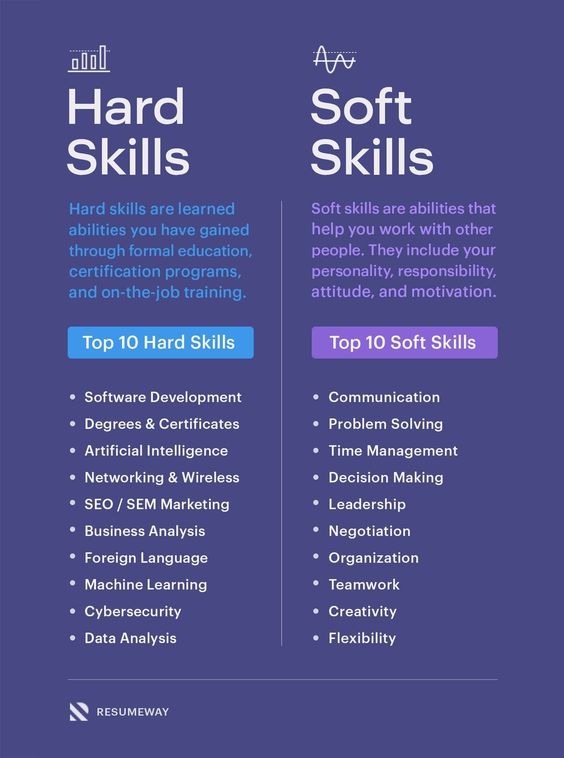 Hard
Skills
Hard skills are learned
abilities you have gained
through formal education,
certification programs,
and on-the-job training.
Top 10 Hard Skills
• Software Development
• Degrees & Certificates
• Artificial Intelligence
• Networking & Wireless
• SEO / SEM Marketing
• Business Analysis
• Foreign Language
• Machine Learning
• Cybersecurity
• Data Analysis
Soft
Skills
Soft skills are abilities that
help you work with other
people. They include your
personality, responsibility,
attitude, and motivation.
Top 10 Soft Skills
• Communication
• Problem Solving
• Time Management
• Decision Making
• Leadership
• Negotiation
• Organization
• Teamwork
• Creativity
• Flexibility
RESUMEWAY